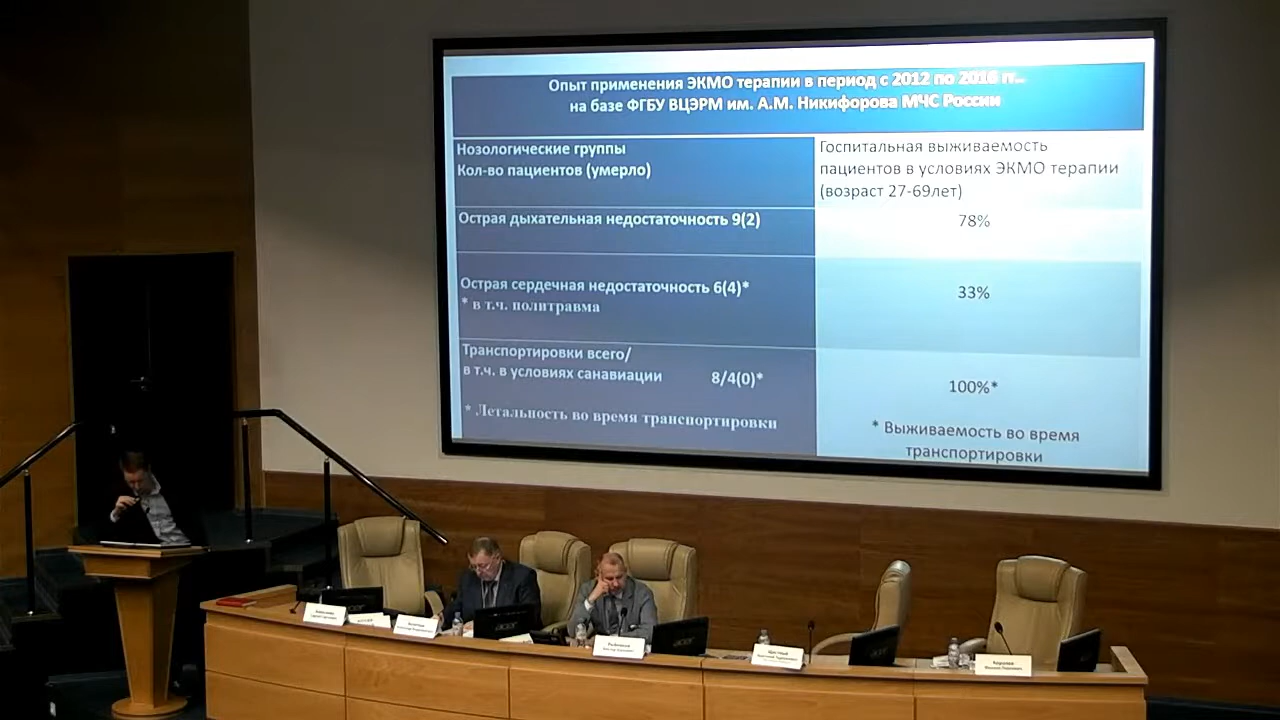 Опыт применения ЭКМО терапии в период с 2012 по 2016 гг..
на базе ФГБУ ВЦЭРМ им. А.М. Никифорова МЧС России
Нозологические группы
Кол-во пациентов (умерло)
Госпитальная выживаемость
пациентов в условиях ЭКМО терапии
(возраст 27-69лет)
Острая дыхательная недостаточность 9(2)
78%
Острая сердечная недостаточность 6(4)*
* в т.ч. политравма
33%
Транспортировки всего/
в т.ч. в условиях санавиации 8/4(0)*
* Летальность во время транспортировки
100%*
* Выживаемость во время
транспортировки
acer
acer